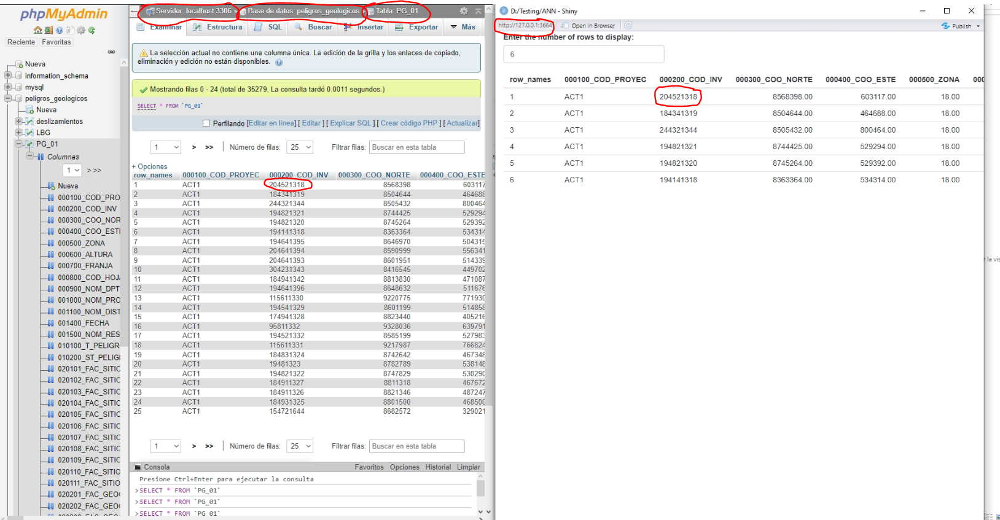 phpMyAdmin
Reciente Favoritas
Nueva
information_schema
mysql
peligros_geologicos
Nueva
deslizamientos
LBG
PG_01
Columnas
1 > >>
Nueva
000100_COD_PRO
000200_COD_INV
000300_COO_NOR
000400_COO_ESTI
000500_ZONA
000600_ALTURA
000700_FRANJA
000800_COD_HOJ
000900_NOM_DPT
001000_NOM_PRO
001100_NOM_DIST
001400_FECHA
001500_NOM_RES
010100_T_PELIGR
010200_ST_PELIGI
020101_FAC_SITIC
020102_FAC_SITIC
020103_FAC_SITIC
020104_FAC_SITIC
020105_FAC_SITIC
020106_FAC_SITIC
020107_FAC_SITIC
020108_FAC_SITIC
020109_FAC_SITIC
020110_FAC_SITIO
020111_FAC_SITIO
020201_FAC_GEO
020202_FAC_GEO
Servidor: localhost:3306 » Base de datos: peligros_geologicos » Tabla: PG_01
Examinar Estructura SQL Buscar Insertar Exportar Más
La selección actual no contiene una columna única. La edición de la grilla y los enlaces de copiado,
eliminación y edición no están disponibles.
Mostrando filas 0 - 24 (total de 35279, La consulta tardó 0.0011 segundos.)
SELECT * FROM `PG_01`
Perfilando [Editar en línea] [ Editar ] [ Explicar SQL ] [ Crear código PHP ] [ Actualizar]
1 > >> Número de filas: 25 Filtrar filas: Buscar en esta tabla
+ Opciones
row_names 000100_COD_PROYEC 000200_COD_INV 000300_COO_NORTE 000400_COO_ESTE
1 ACT1 204521318 8568398 603117
2 ACT1 184341319 8504644 464688
3 ACT1 244321344 8505432 800464
4 ACT1 194821321 8744425 529294
5 ACT1 194821320 8745264 529392
6 ACT1 194141318 8363364 534314
7 ACT1 194641395 8646970 504315
8 ACT1 204641394 8590999 556341
9 ACT1 204641393 8601951 514339
10 ACT1 304231343 8416545 449702
11 ACT1 184941342 8813830 471087
12 ACT1 194641396 8648632 511676
13 ACT1 115611330 9220775 771930
14 ACT1 194541329 8601199 514858
15 ACT1 174941328 8823440 405216
16 ACT1 95811332 9328036 639791
17 ACT1 194521332 8585199 527983
18 ACT1 115611331 9217987 766824
19 ACT1 184831324 8742642 467348
20 ACT1 19481323 8782789 538148
21 ACT1 194821322 8747829 530290
22 ACT1 184911327 8811318 467672
23 ACT1 184911326 8821346 487247
24 ACT1 184931325 8801500 468500
25 ACT1 154721644 8682572 329021
1 > >> Número de filas: 25 Filtrar filas: Buscar en esta tabla
Consola Favoritos Opciones Historial Limpiar
Presione Ctrl+Enter para ejecutar la consulta
>SELECT * FROM `PG_01`
>SELECT * FROM `PG_01`
>SELECT * FROM `PG_01`
D:/Testing/ANN - Shiny
http://127.0.0.1:3664 Open in Browser Publish
Enter the number of rows to display:
6
row_names 000100_COD_PROYEC 000200_COD_INV 000300_COO_NORTE 000400_COO_ESTE 000500_ZONA 000
1 ACT1 204521318 8568398.00 603117.00 18.00
2 ACT1 184341319 8504644.00 464688.00 18.00
3 ACT1 244321344 8505432.00 800464.00 18.00
4 ACT1 194821321 8744425.00 529294.00 18.00
5 ACT1 194821320 8745264.00 529392.00 18.00
6 ACT1 194141318 8363364.00 534314.00 18.00
r la vis